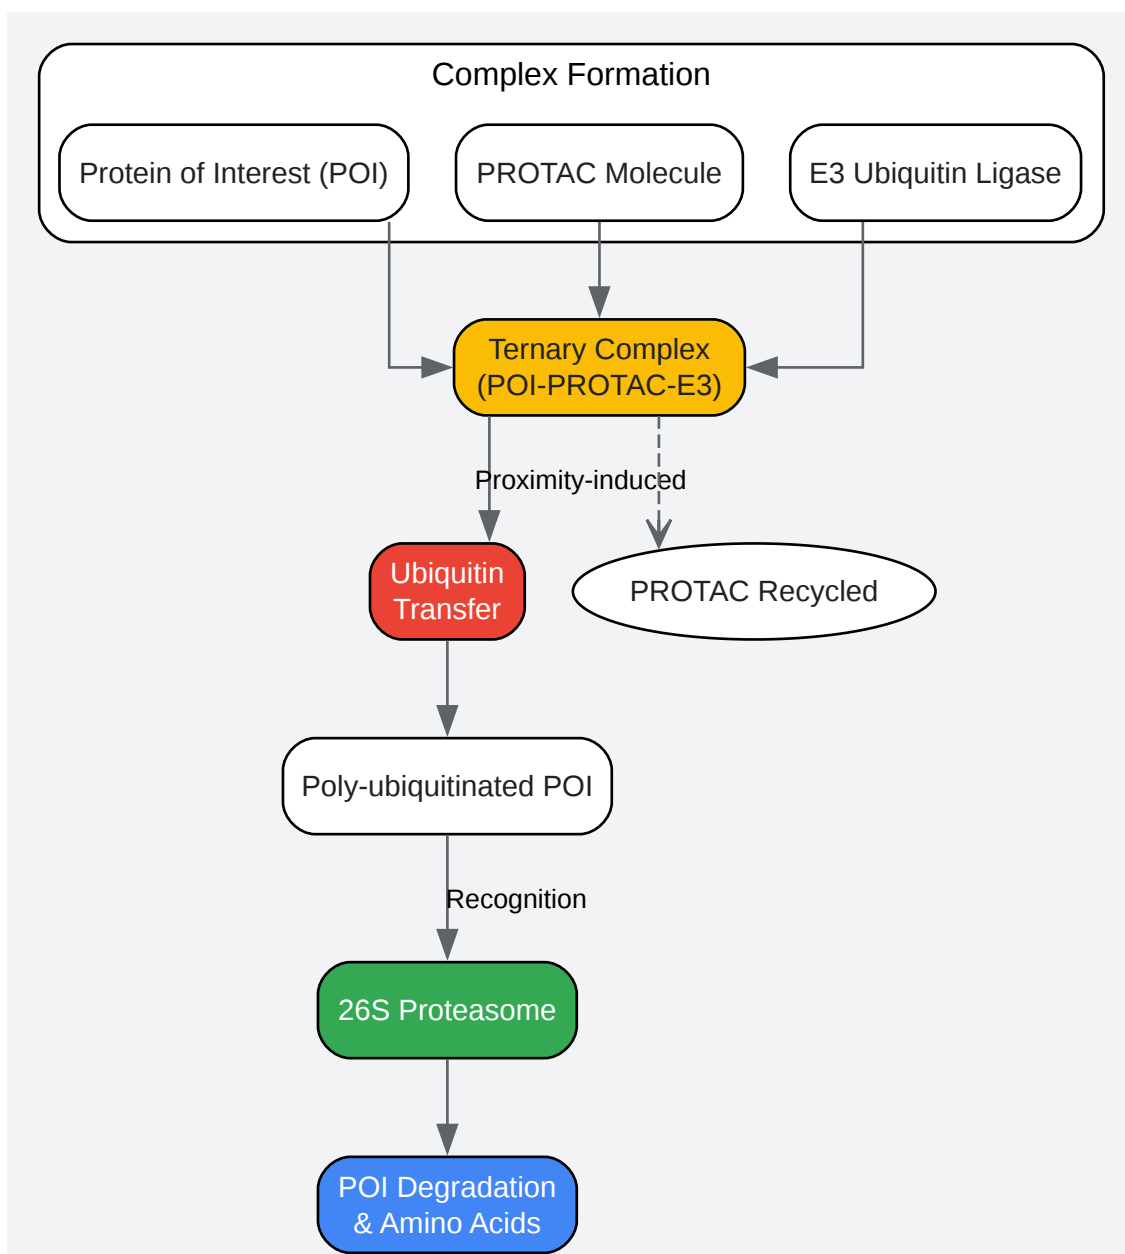 Complex Formation
Protein of Interest (POI)
PROTAC Molecule
E3 Ubiquitin Ligase
Ternary Complex
(POI-PROTAC-E3)
Proximity-induced
Ubiquitin
Transfer
PROTAC Recycled
Poly-ubiquitinated POI
Recognition
26S Proteasome
POI Degradation
& Amino Acids